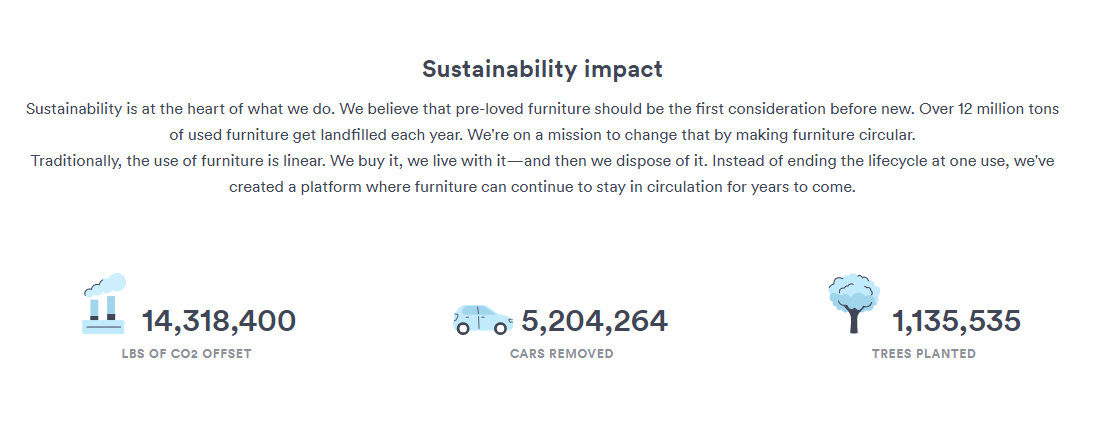 Sustainability impact
Sustainability is at the heart of what we do. We believe that pre-loved furniture should be the first consideration before new. Over 12 million tons
of used furniture get landfilled each year. We're on a mission to change that by making furniture circular.
Traditionally, the use of furniture is linear. We buy it, we live with it—and then we dispose of it. Instead of ending the lifecycle at one use, we've
created a platform where furniture can continue to stay in circulation for years to come.
14,318,400
LBS OF CO2 OFFSET
5,204,264
CARS REMOVED
1,135,535
TREES PLANTED